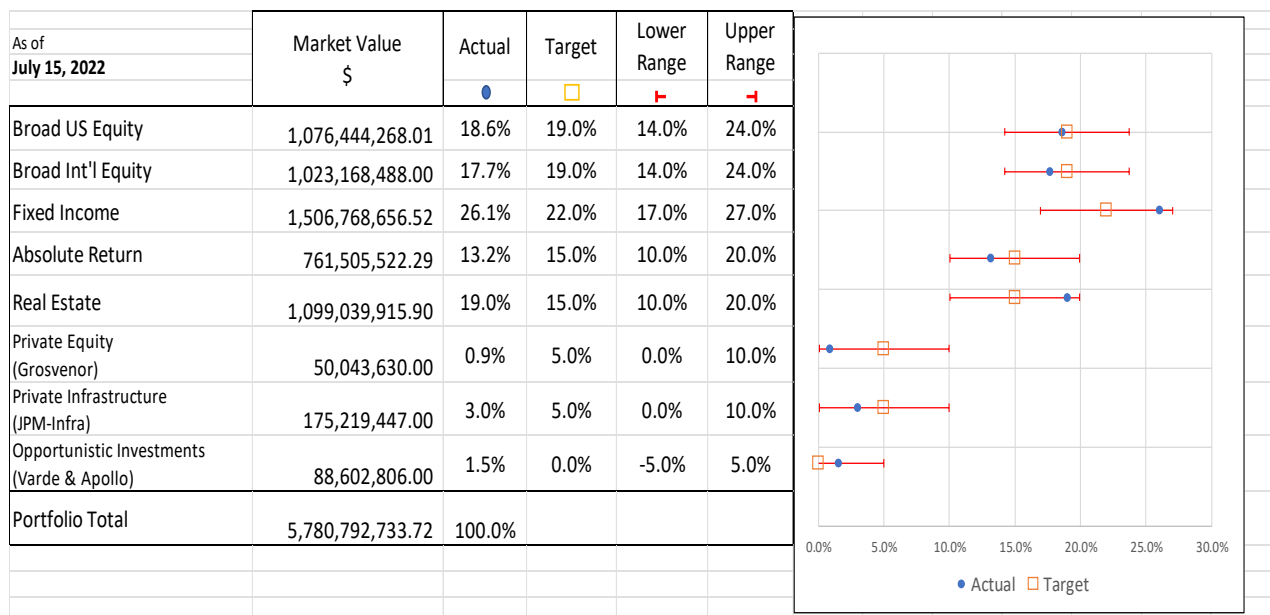 As of
July 15, 2022
Market Value
$
Actual
Target
Lower
Range
Upper
Range
Broad US Equity 1,076,444,268.01 18.6% 19.0% 14.0% 24.0%
Broad Int'l Equity 1,023,168,488.00 17.7% 19.0% 14.0% 24.0%
Fixed Income 1,506,768,656.52 26.1% 22.0% 17.0% 27.0%
Absolute Return 761,505,522.29 13.2% 15.0% 10.0% 20.0%
Real Estate 1,099,039,915.90 19.0% 15.0% 10.0% 20.0%
Private Equity
(Grosvenor) 50,043,630.00 0.9% 5.0% 0.0% 10.0%
Private Infrastructure
(JPM-Infra) 175,219,447.00 3.0% 5.0% 0.0% 10.0%
Opportunistic Investments
(Varde & Apollo) 88,602,806.00 1.5% 0.0% -5.0% 5.0%
Portfolio Total 5,780,792,733.72 100.0%
0.0% 5.0% 10.0% 15.0% 20.0% 25.0% 30.0%
Actual Target